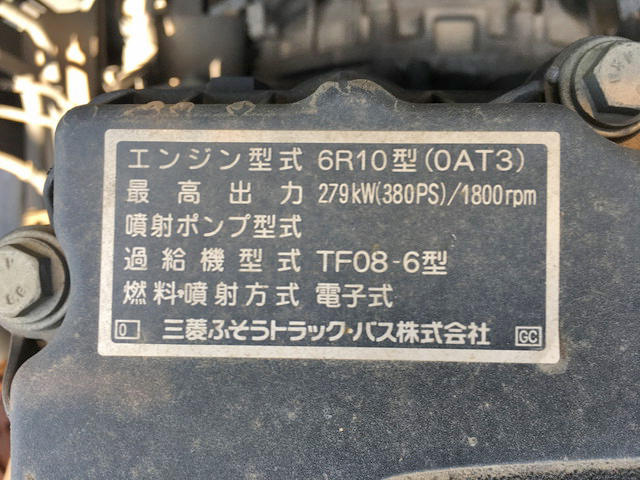 エンジン型式 6R10型(0AT3)
最高出力 279kW(380PS)/1800rpm
噴射ポンプ型式
過給機型式 TF08-6型
燃料噴射方式 電子式
0 三菱ふそうトラック・バス株式会社 GC